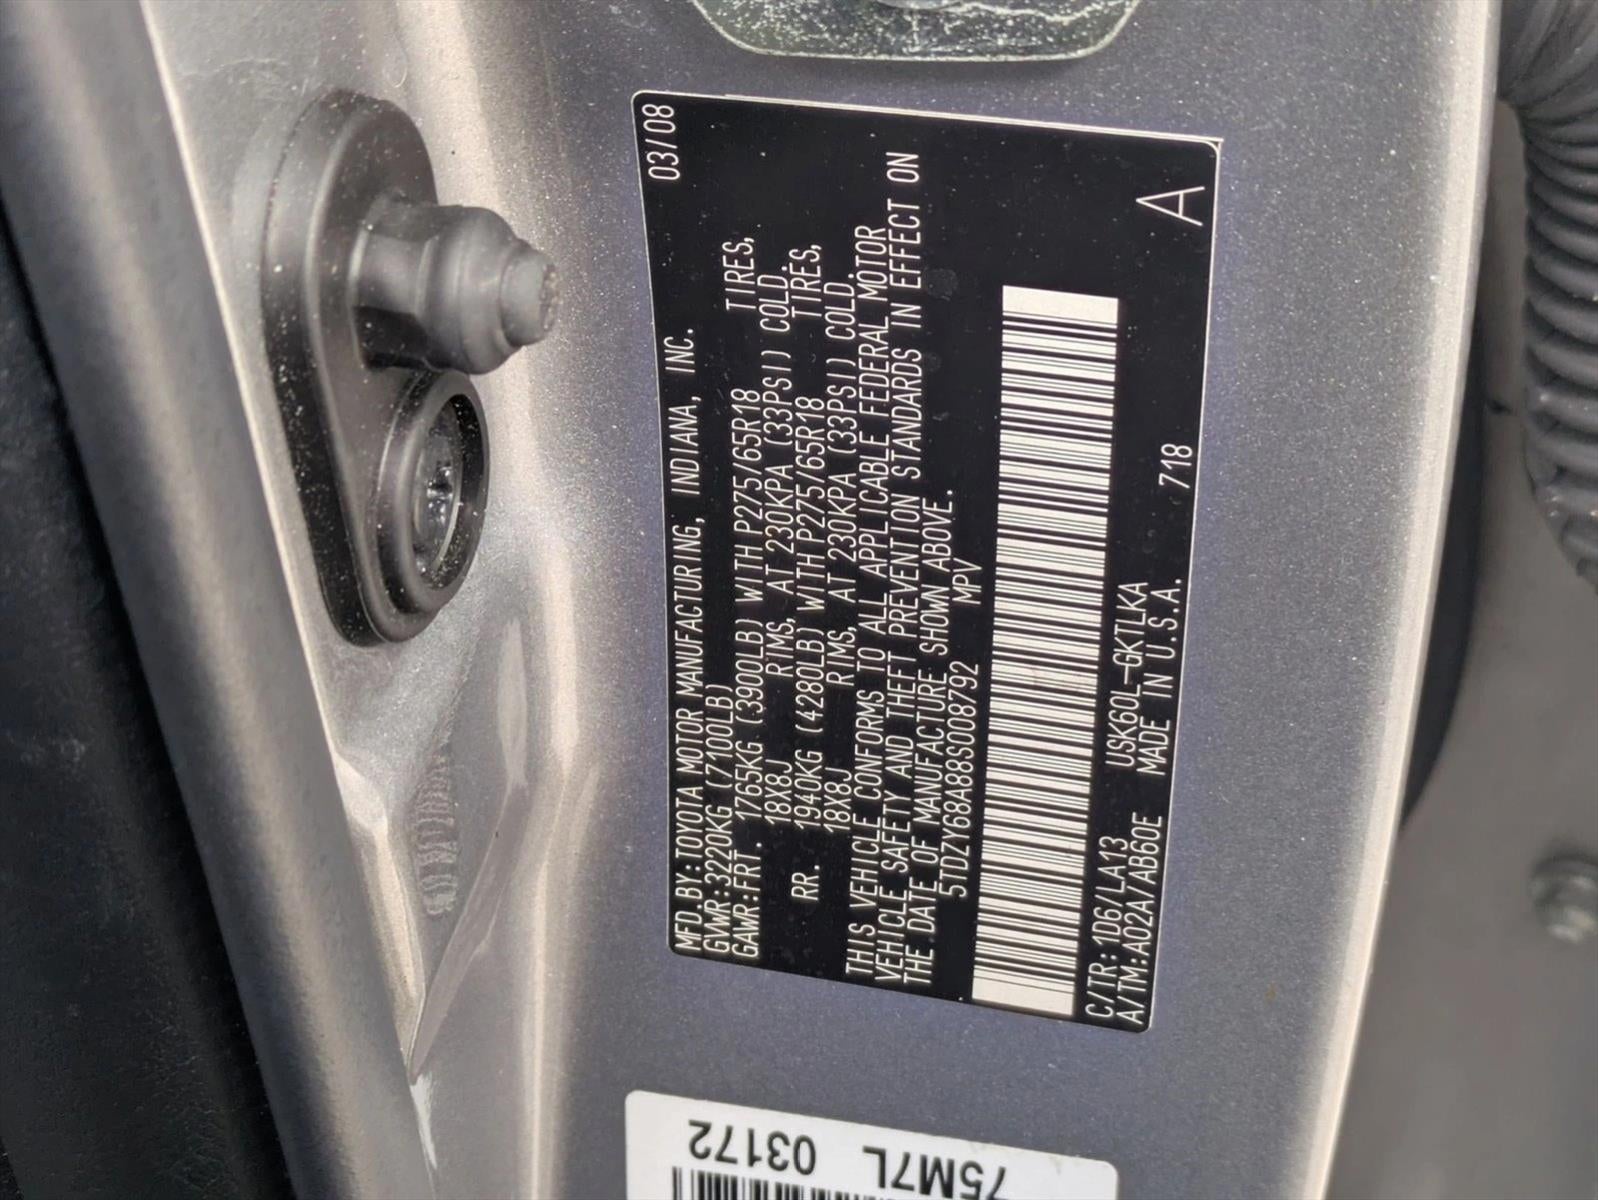 03/08
MFD.BY:TOYOTA MOTOR MANUFACTURING, INDIANA, INC.
GVWR:3220KG (7100LB)
GAWR:FRT. 1765KG (3900LB) WITH P275/65R18 TIRES,
18X8J RIMS, AT 230KPA (33PSI) COLD.
RR. 1940KG (4280LB) WITH P275/65R18 TIRES,
18X8J RIMS, AT 230KPA (33PSI) COLD.
THIS VEHICLE CONFORMS TO ALL APPLICABLE FEDERAL MOTOR
VEHICLE SAFETY AND THEFT PREVENTION STANDARDS IN EFFECT ON
THE DATE OF MANUFACTURE SHOWN ABOVE.
5TDZY68A88S008792 MPV
C/TR:1D6/LA13 USK60L-GKTLKA
A/TM:A02A/AB60E MADE IN U.S.A. 718
A
75M7L
03172